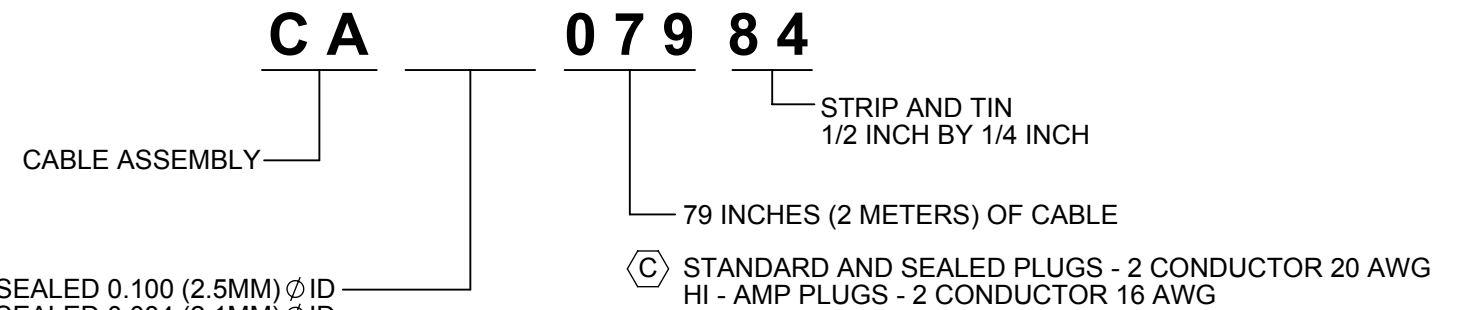 C A 0 7 9 8 4
STRIP AND TIN
1/2 INCH BY 1/4 INCH
CABLE ASSEMBLY
79 INCHES (2 METERS) OF CABLE
C STANDARD AND SEALED PLUGS - 2 CONDUCTOR 20 AWG
HI - AMP PLUGS - 2 CONDUCTOR 16 AWG
SEALED 0.100 (2.5MM) ∅ ID